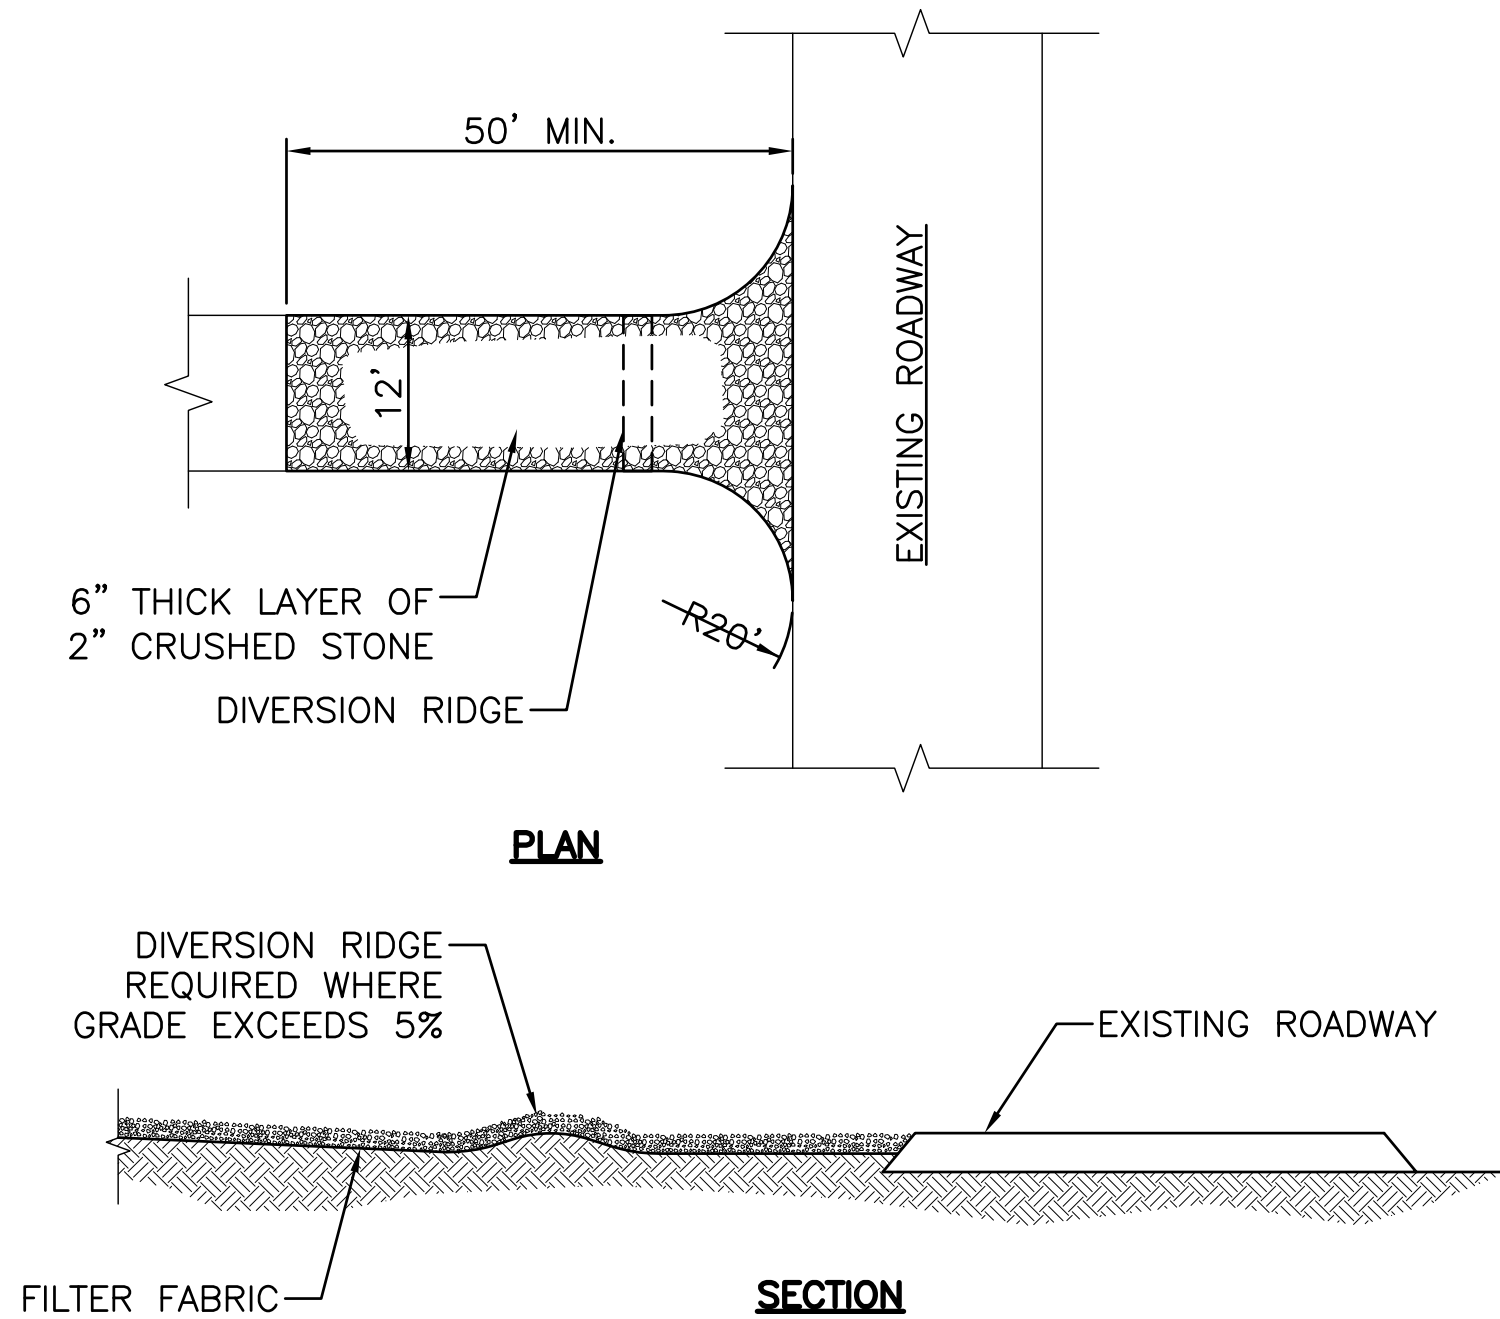 50' MIN.
EXISTING ROADWAY
12'
6” THICK LAYER OF
2” CRUSHED STONE
R20'
DIVERSION RIDGE
PLAN
DIVERSION RIDGE
REQUIRED WHERE
GRADE EXCEEDS 5%
EXISTING ROADWAY
FILTER FABRIC
SECTION